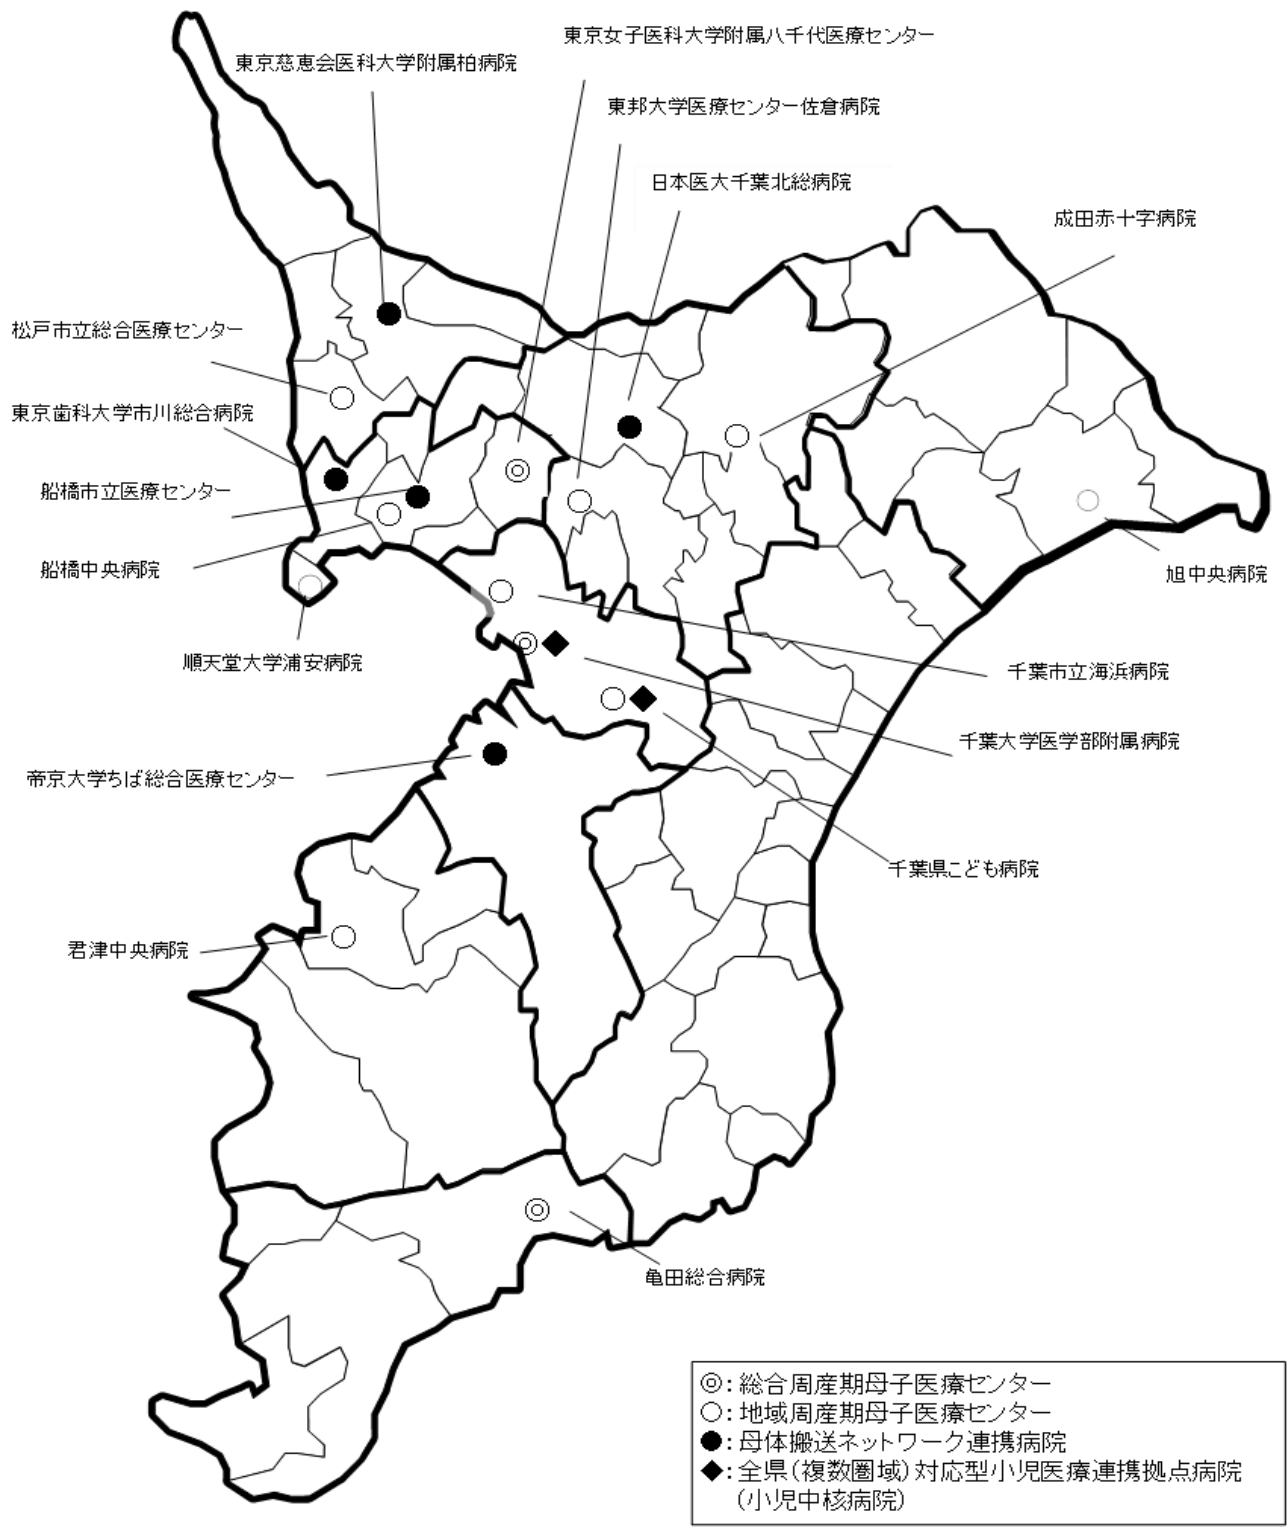 東京女子医科大学附属八千代医療センター
東京慈恵会医科大学附属柏病院
東邦大学医療センター佐倉病院
日本医大千葉北総病院
成田赤十字病院
松戸市立総合医療センター
東京歯科大学市川総合病院
船橋市立医療センター
船橋中央病院
旭中央病院
順天堂大学浦安病院
千葉市立海浜病院
千葉大学医学部附属病院
帝京大学ちば総合医療センター
千葉県こども病院
君津中央病院
亀田総合病院
◎：総合周産期母子医療センター
○：地域周産期母子医療センター
●：母体搬送ネットワーク連携病院
◆：全県（複数圏域）対応型小児医療連携拠点病院
（小児中核病院）